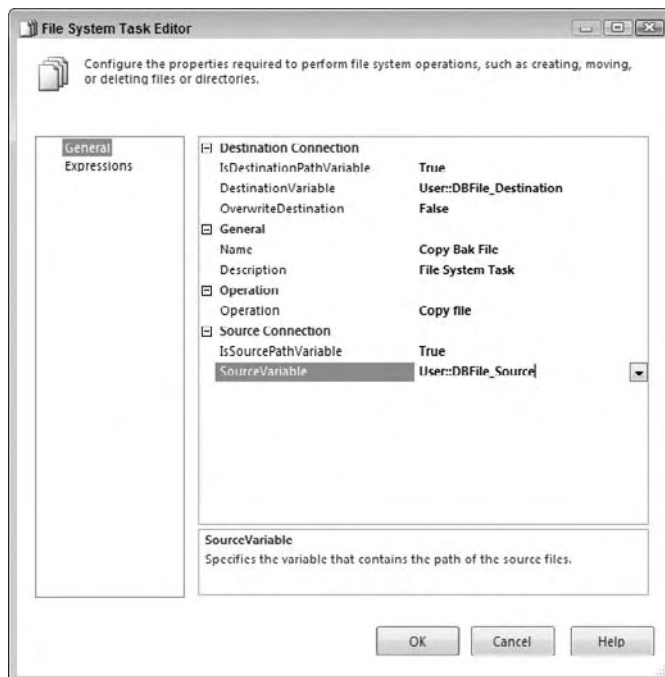 File System Task Editor
Configure the properties required to perform file system operations, such as creating, moving,
or deleting files or directories.
General
Expressions
Destination Connection
IsDestinationPathVariable True
DestinationVariable User::DBFile_Destination
OverwriteDestination False
General
Name Copy Bak File
Description File System Task
Operation
Operation Copy file
Source Connection
IsSourcePathVariable True
SourceVariable User::DBFile_Source
SourceVariable
Specifies the variable that contains the path of the source files.
OK Cancel Help